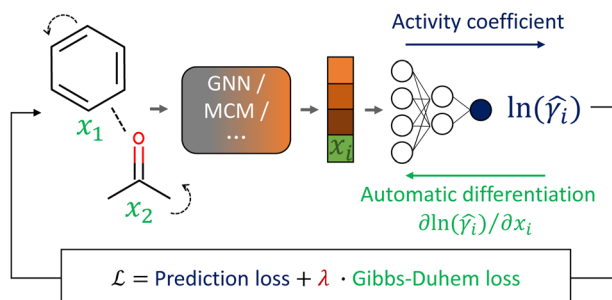 Activity coefficient
GNN /
MCM /
...
x₁
O
x₂
xᵢ
ln(γ̂ᵢ)
Automatic differentiation
∂ln(γ̂ᵢ)/∂xᵢ
ℒ = Prediction loss + λ · Gibbs-Duhem loss